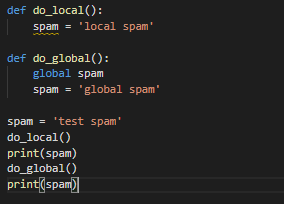 def do_local():
    spam = 'local spam'
def do_global():
    global spam
    spam = 'global spam'
spam = 'test spam'
do_local()
print(spam)
do_global()
print(spam)